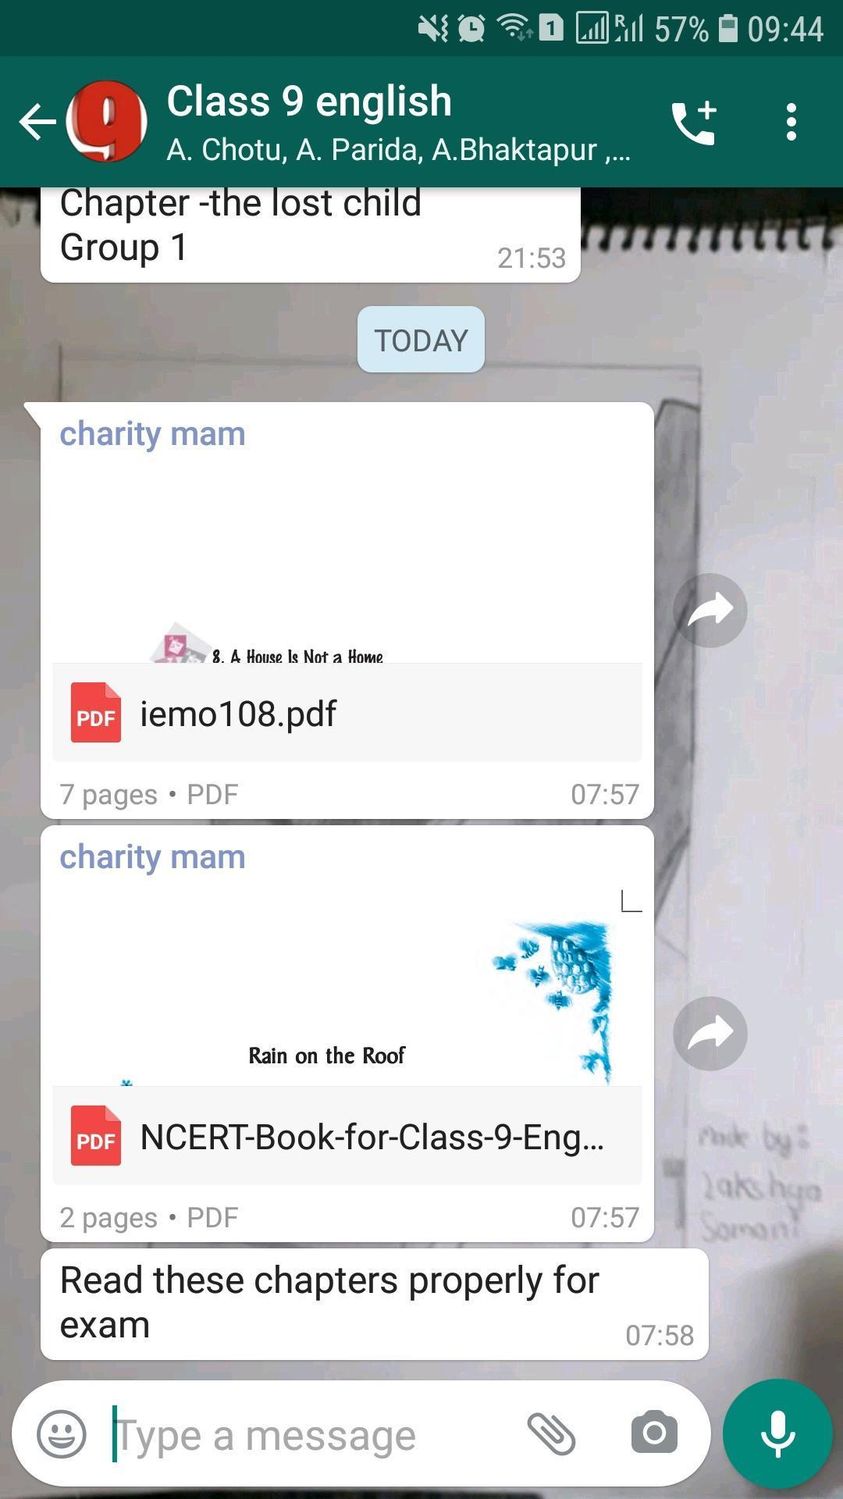 1 R 57% 09:44
9 Class 9 english
A. Chotu, A. Parida, A.Bhaktapur ,...
Chapter -the lost child
Group 1
21:53
TODAY
charity mam
8. A House Is Not a Home
PDF iemo108.pdf
7 pages • PDF 07:57
charity mam
Rain on the Roof
PDF NCERT-Book-for-Class-9-Eng...
2 pages • PDF 07:57
Made by:
Lakshya
Somani
Read these chapters properly for
exam
07:58
Type a message